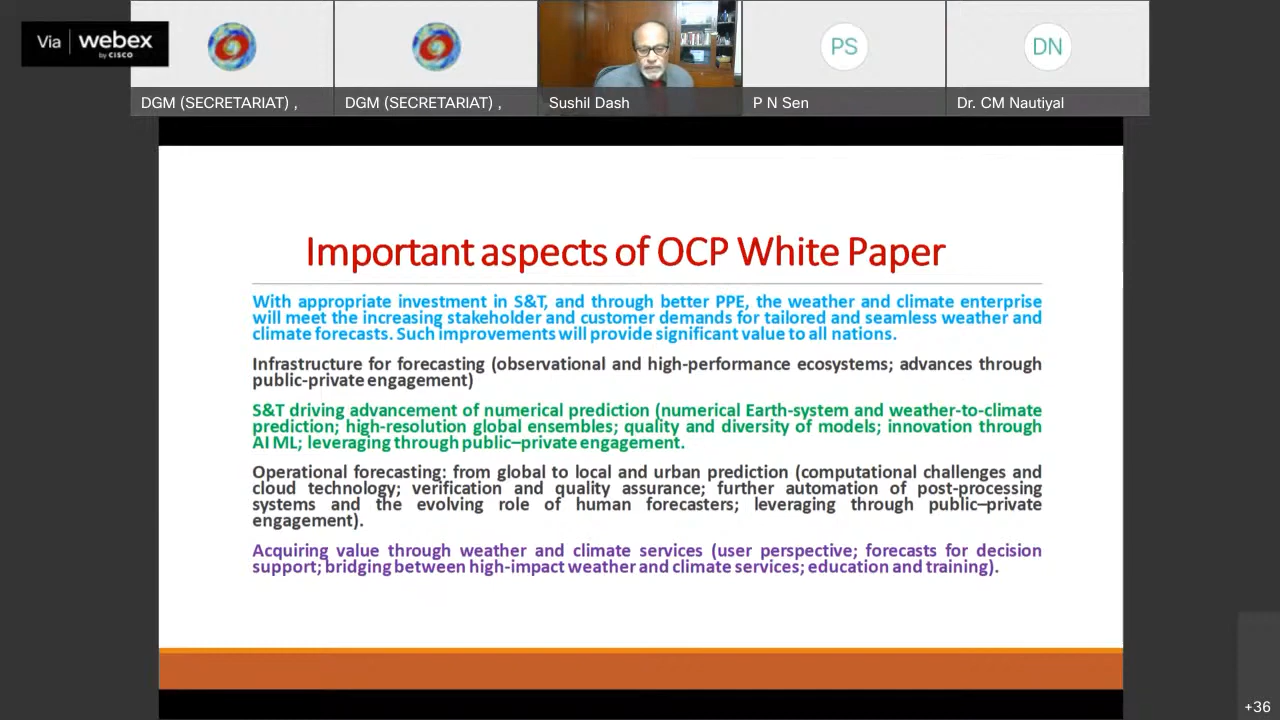 Via webex
by CISCO
DGM (SECRETARIAT) ,
DGM (SECRETARIAT) ,
Sushil Dash
PS
P N Sen
DN
Dr. CM Nautiyal
Important aspects of OCP White Paper
With appropriate investment in S&T, and through better PPE, the weather and climate enterprise
will meet the increasing stakeholder and customer demands for tailored and seamless weather and
climate forecasts. Such improvements will provide significant value to all nations.
Infrastructure for forecasting (observational and high-performance ecosystems; advances through
public-private engagement)
S&T driving advancement of numerical prediction (numerical Earth-system and weather-to-climate
prediction; high-resolution global ensembles; quality and diversity of models; innovation through
AI ML; leveraging through public–private engagement.
Operational forecasting: from global to local and urban prediction (computational challenges and
cloud technology; verification and quality assurance; further automation of post-processing
systems and the evolving role of human forecasters; leveraging through public–private
engagement).
Acquiring value through weather and climate services (user perspective; forecasts for decision
support; bridging between high-impact weather and climate services; education and training).
+36